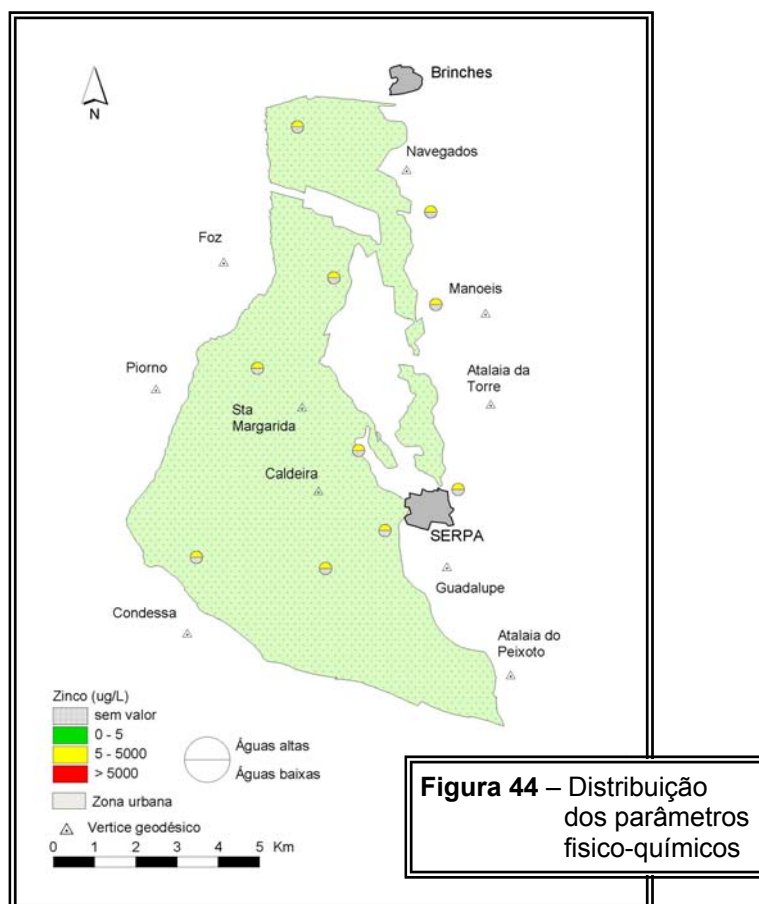 Brinches
N
Navegados
Foz
Manoeis
Piorno
Atalaia da
Torre
Sta
Margarida
Caldeira
SERPA
Guadalupe
Condessa
Atalaia do
Peixoto
Zinco (ug/L)
sem valor
0 - 5
5 - 5000
> 5000
Águas altas
Águas baixas
Zona urbana
Vertice geodésico
0 1 2 3 4 5 Km
Figura 44 – Distribuição
dos parâmetros
fisico-químicos